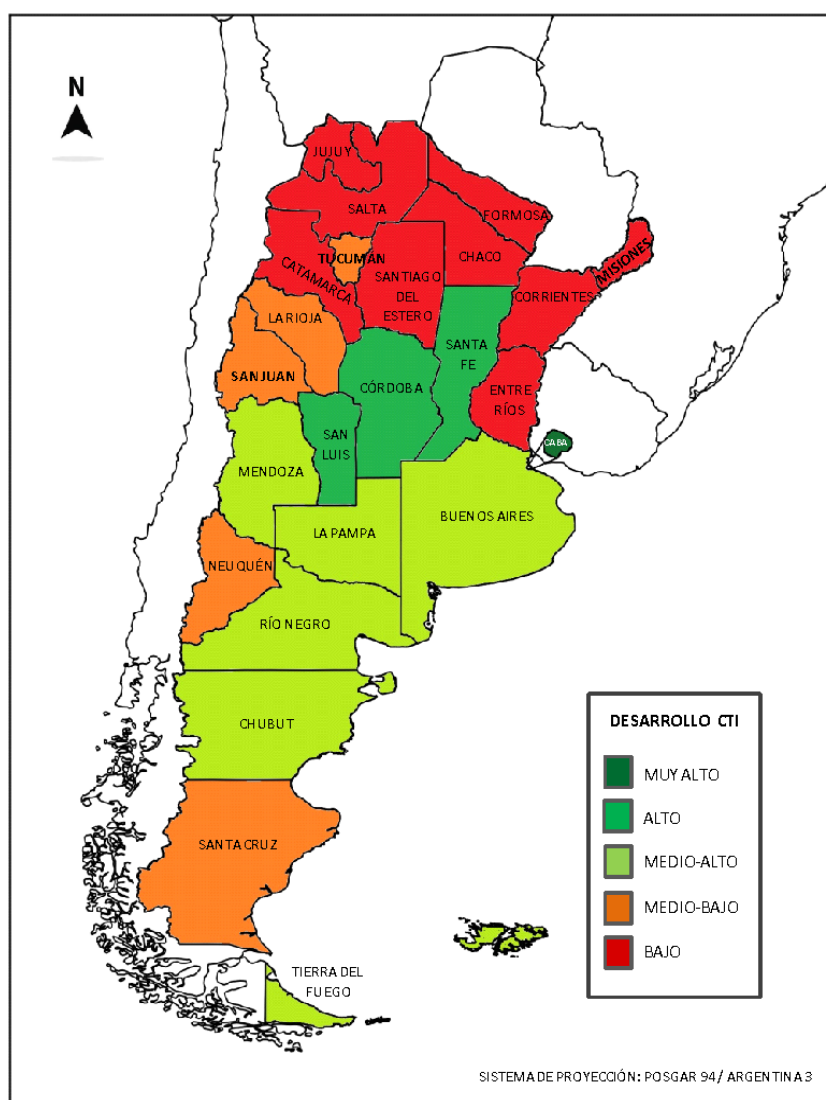 N
JUJUY
SALTA
FORMOSA
CHACO
MISIONES
TUCUMÁN
CATAMARCA
SANTIAGO
DEL
ESTERO
CORRIENTES
LA RIOJA
SANTA
FE
SAN JUAN
CÓRDOBA
ENTRE
RÍOS
SAN
LUIS
CABA
MENDOZA
BUENOS AIRES
LA PAMPA
NEUQUÉN
RÍO NEGRO
CHUBUT
SANTA CRUZ
TIERRA DEL
FUEGO
DESARROLLO CTI
MUY ALTO
ALTO
MEDIO-ALTO
MEDIO-BAJO
BAJO
SISTEMA DE PROYECCIÓN: POSGAR 94/ ARGENTINA 3